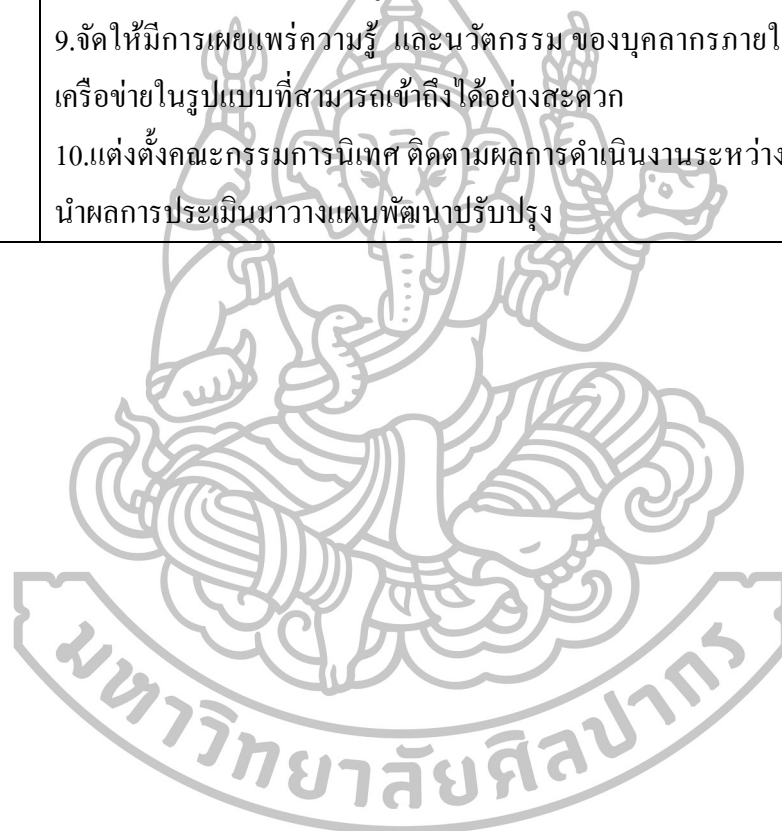 9.จัดให้มีการเผยแพร่ความรู้ และนวัตกรรม ของบุคลากรภายใ
เครือข่ายในรูปแบบที่สามารถเข้าถึงได้อย่างสะดวก
10.แต่งตั้งคณะกรรมการนิเทศ ติดตามผลการดำเนินงานระหว่าง
นำผลการประเมินมาวางแผนพัฒนาปรับปรุง
มหาวิทยาลัยศิลปากร